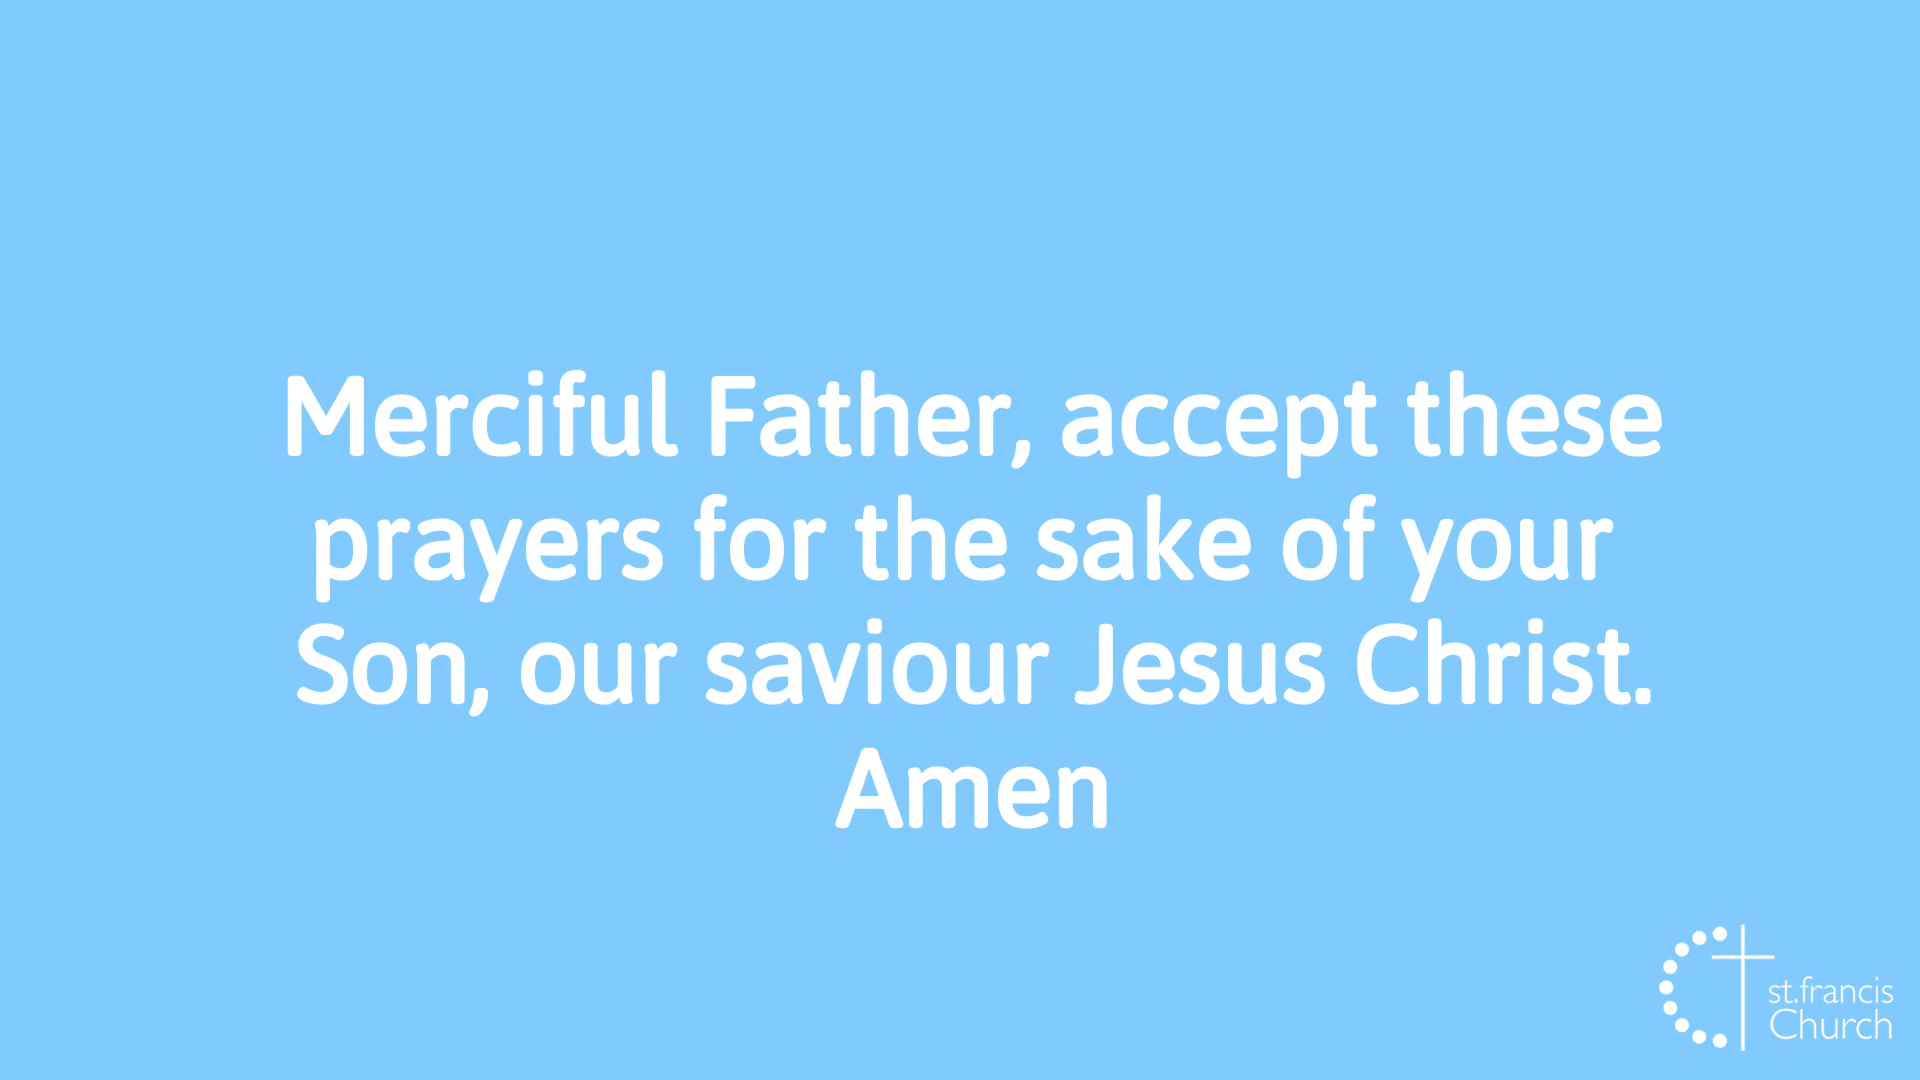 Merciful Father, accept these
prayers for the sake of your
Son, our saviour Jesus Christ.
Amen
st.francis
Church